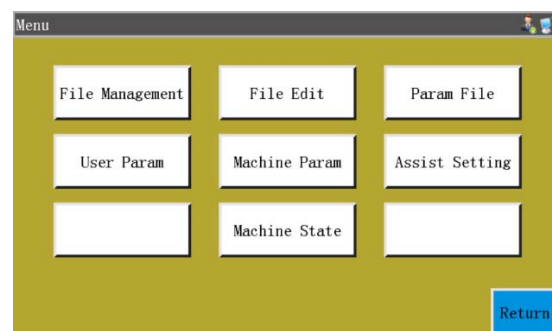 Menu
File Management
File Edit
Param File
User Param
Machine Param
Assist Setting
Machine State
Return